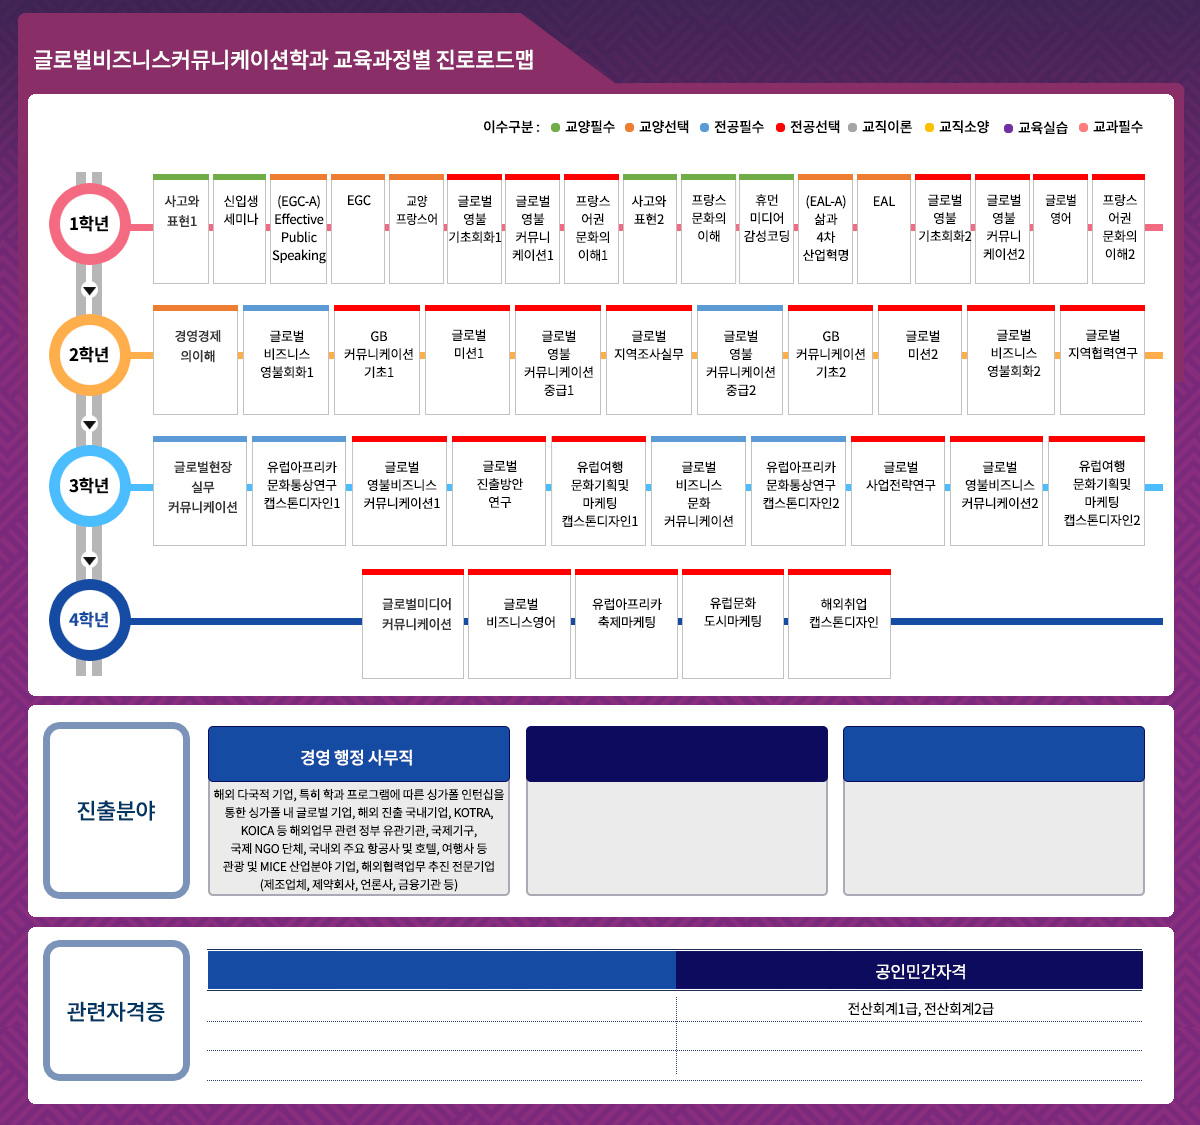 글로벌비즈니스커뮤니케이션학과 교육과정별 진로로드맵
이수구분 : 교양필수 교양선택 전공필수 전공선택 교직이론 교직소양 교육실습 교과필수
1학년
사고와
표현1
신입생
세미나
(EGC-A)
Effective
Public
Speaking
EGC
교양
프랑스어
글로벌
영불
기초회화1
글로벌
영불
커뮤니
케이션1
프랑스
어권
문화의
이해1
사고와
표현2
프랑스
문화의
이해
휴먼
미디어
감성코딩
(EAL-A)
삶과
4차
산업혁명
EAL
글로벌
영불
기초회화2
글로벌
영불
커뮤니
케이션2
글로벌
영어
프랑스
어권
문화의
이해2
2학년
경영경제
의이해
글로벌
비즈니스
영불회화1
GB
커뮤니케이션
기초1
글로벌
미션1
글로벌
영불
커뮤니케이션
중급1
글로벌
지역조사실무
글로벌
영불
커뮤니케이션
중급2
GB
커뮤니케이션
기초2
글로벌
미션2
글로벌
비즈니스
영불회화2
글로벌
지역협력연구
3학년
글로벌현장
실무
커뮤니케이션
유럽아프리카
문화통상연구
캡스톤디자인1
글로벌
영불비즈니스
커뮤니케이션1
글로벌
진출방안
연구
유럽여행
문화기획및
마케팅
캡스톤디자인1
글로벌
비즈니스
문화
커뮤니케이션
유럽아프리카
문화통상연구
캡스톤디자인2
글로벌
사업전략연구
글로벌
영불비즈니스
커뮤니케이션2
유럽여행
문화기획및
마케팅
캡스톤디자인2
4학년
글로벌미디어
커뮤니케이션
글로벌
비즈니스영어
유럽아프리카
축제마케팅
유럽문화
도시마케팅
해외취업
캡스톤디자인
진출분야
경영 행정 사무직
해외 다국적 기업, 특히 학과 프로그램에 따른 싱가폴 인턴십을
통한 싱가폴 내 글로벌 기업, 해외 진출 국내기업, KOTRA,
KOICA 등 해외업무 관련 정부 유관기관, 국제기구,
국제 NGO 단체, 국내외 주요 항공사 및 호텔, 여행사 등
관광 및 MICE 산업분야 기업, 해외협력업무 추진 전문기업
(제조업체, 제약회사, 언론사, 금융기관 등)
관련자격증
공인민간자격
전산회계1급, 전산회계2급